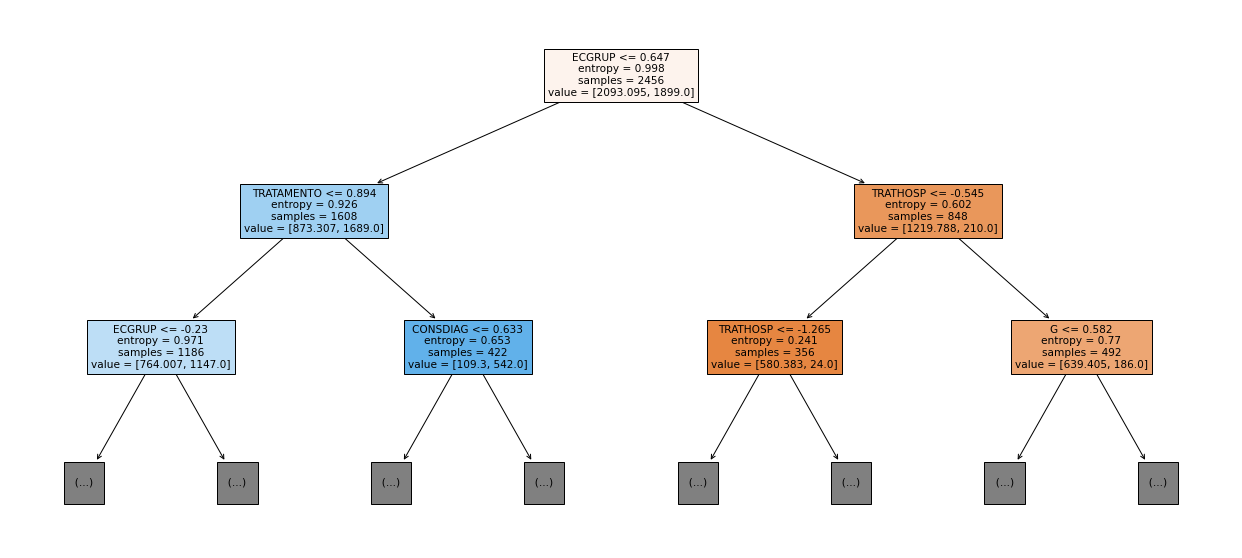 ECGRUP <= 0.647
entropy = 0.998
samples = 2456
value = [2093.095, 1899.0]
TRATAMENTO <= 0.894
entropy = 0.926
samples = 1608
value = [873.307, 1689.0]
TRATHOSP <= -0.545
entropy = 0.602
samples = 848
value = [1219.788, 210.0]
ECGRUP <= -0.23
entropy = 0.971
samples = 1186
value = [764.007, 1147.0]
CONSDIAG <= 0.633
entropy = 0.653
samples = 422
value = [109.3, 542.0]
TRATHOSP <= -1.265
entropy = 0.241
samples = 356
value = [580.383, 24.0]
G <= 0.582
entropy = 0.77
samples = 492
value = [639.405, 186.0]
(...)
(...)
(...)
(...)
(...)
(...)
(...)
(...)